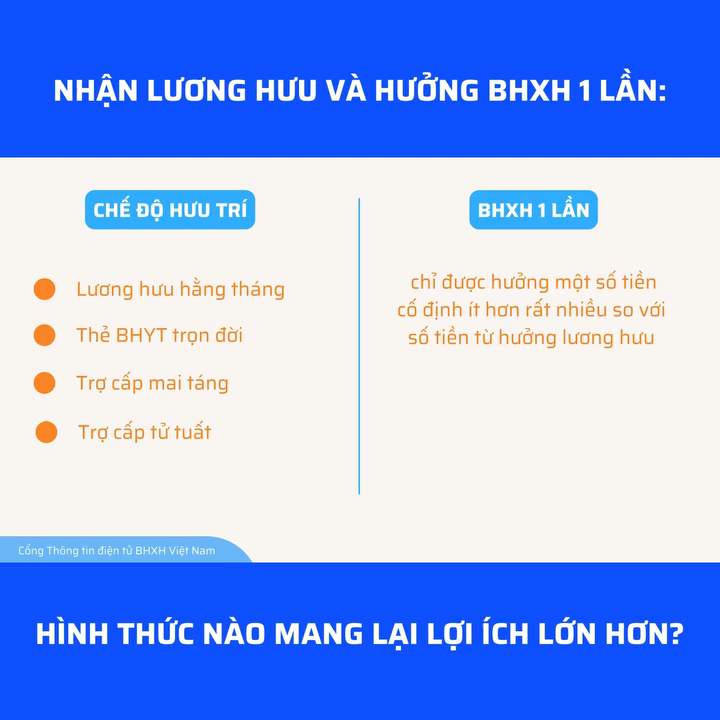 NHẬN LƯƠNG HƯU VÀ HƯỞNG BHXH 1 LẦN:
CHẾ ĐỘ HƯU TRÍ
Lương hưu hằng tháng
Thẻ BHYT trọn đời
Trợ cấp mai táng
Trợ cấp tử tuất
BHXH 1 LẦN
chỉ được hưởng một số tiền
cố định ít hơn rất nhiều so với
số tiền từ hưởng lương hưu
Cổng Thông tin điện tử BHXH Việt Nam
HÌNH THỨC NÀO MANG LẠI LỢI ÍCH LỚN HƠN?